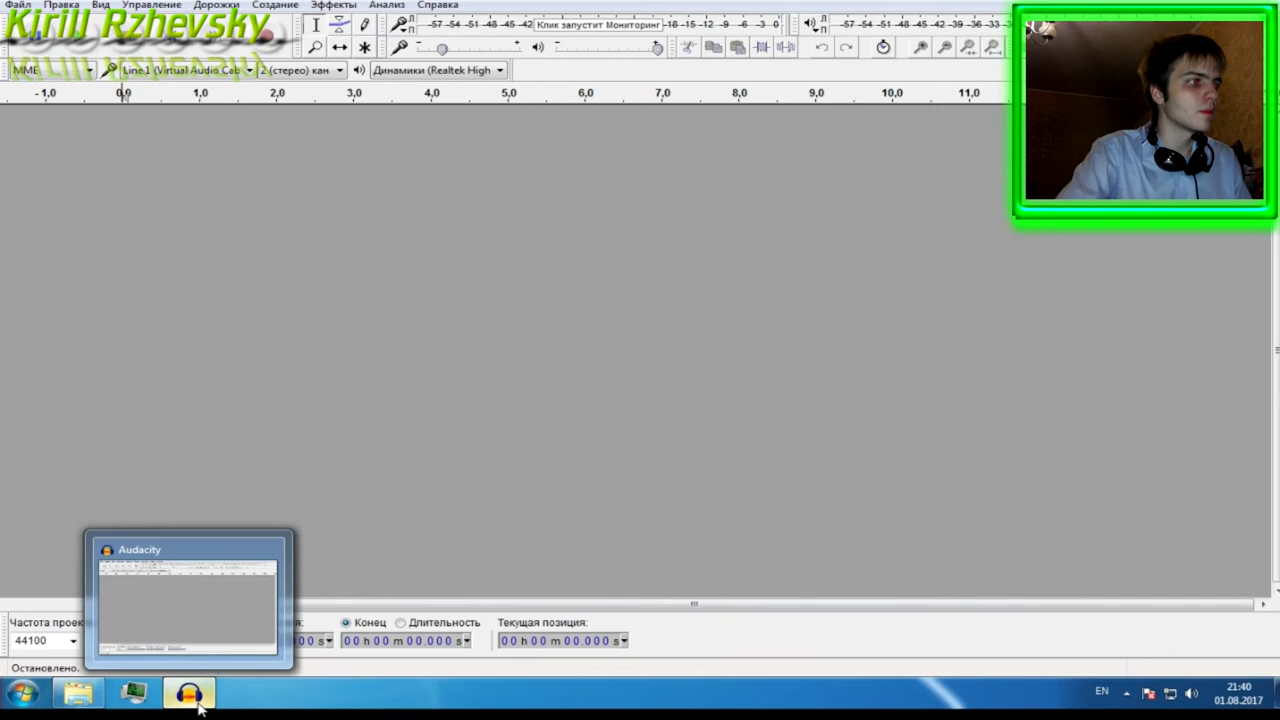 Файл Правка Вид Управление Дорожки Создание Эффекты Анализ Справка
Kirill Rzhevsky
-57 -54 -51 -48 -45 -42 Клик запустит Мониторинг -18 -15 -12 -9 -6 -3 0
-57 -54 -51 -48 -45 -42 -39 -36 -33
MME Line 1 (Virtual Audio Cab 2 (стерео) кан Динамики (Realtek High
-1,0 0,0 1,0 2,0 3,0 4,0 5,0 6,0 7,0 8,0 9,0 10,0 11,0
Audacity
Частота прое Конец Длительность Текущая позиция:
44100 00 s 00 h 00 m 00.000 s 00 h 00 m 00.000 s
Остановлено.
EN 21:40
01.08.2017